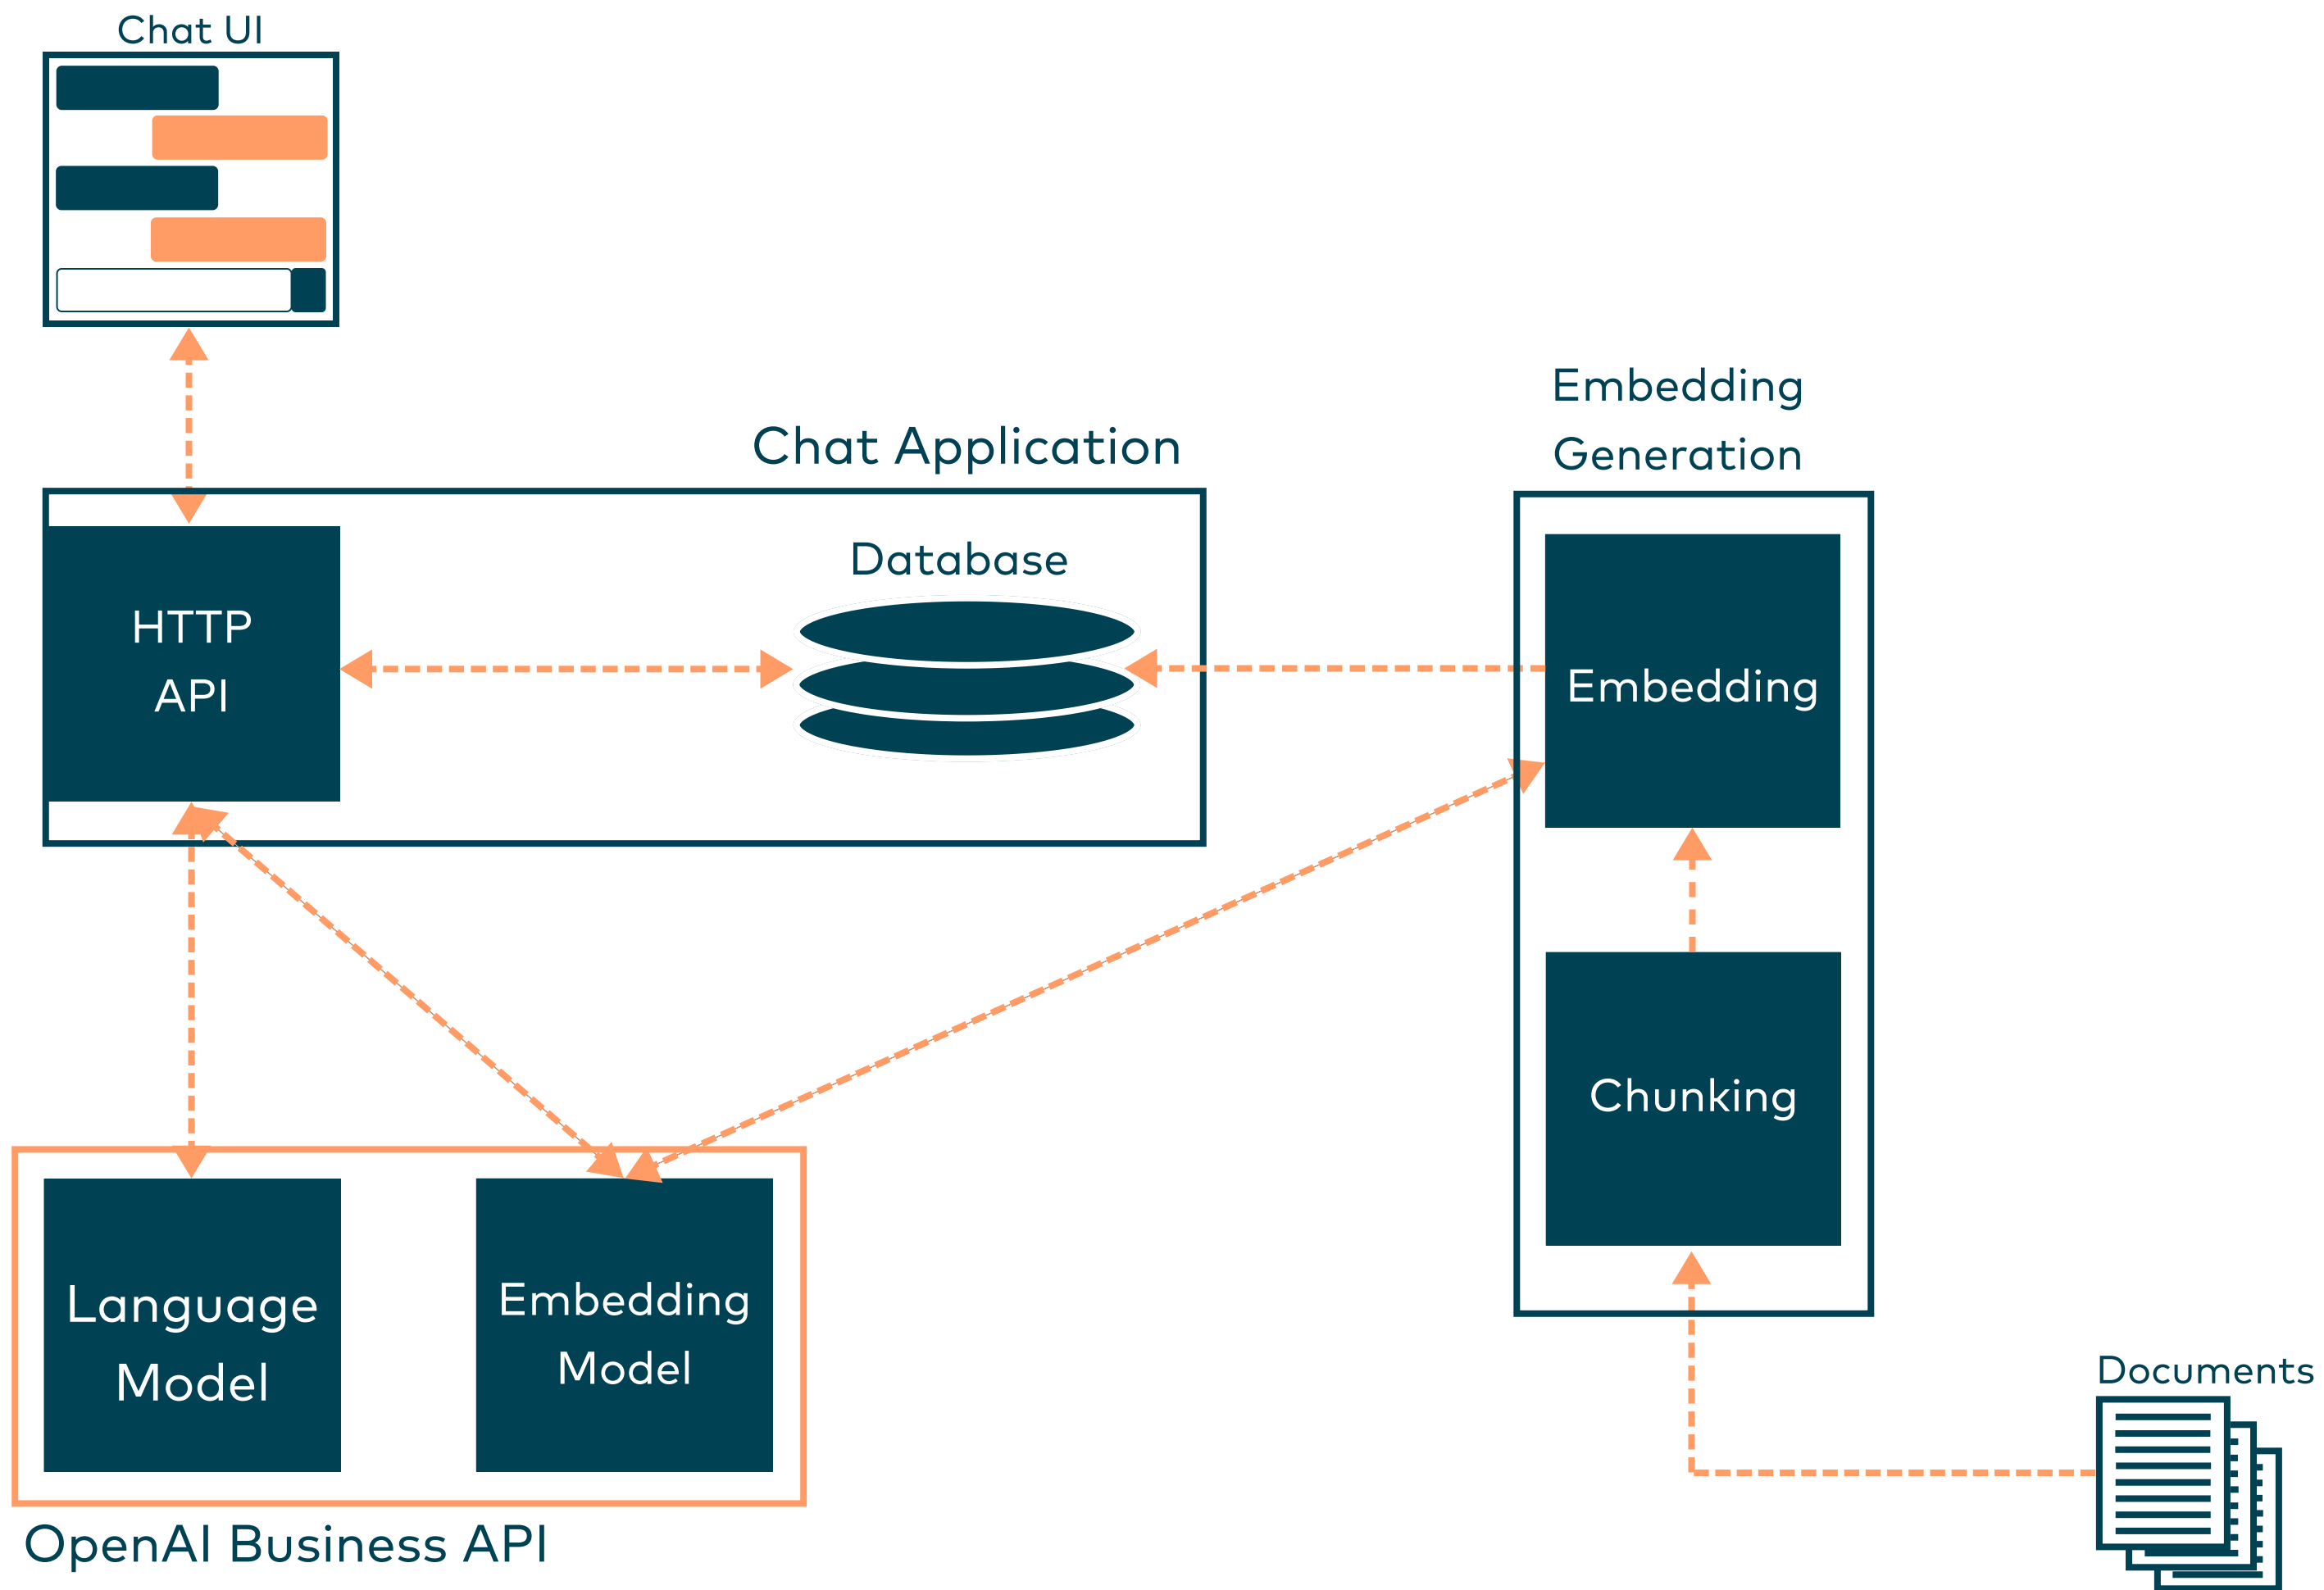 Chat UI
Embedding
Generation
Chat Application
Database
HTTP
API
Embedding
Chunking
Language
Model
Embedding
Model
Documents
OpenAI Business API